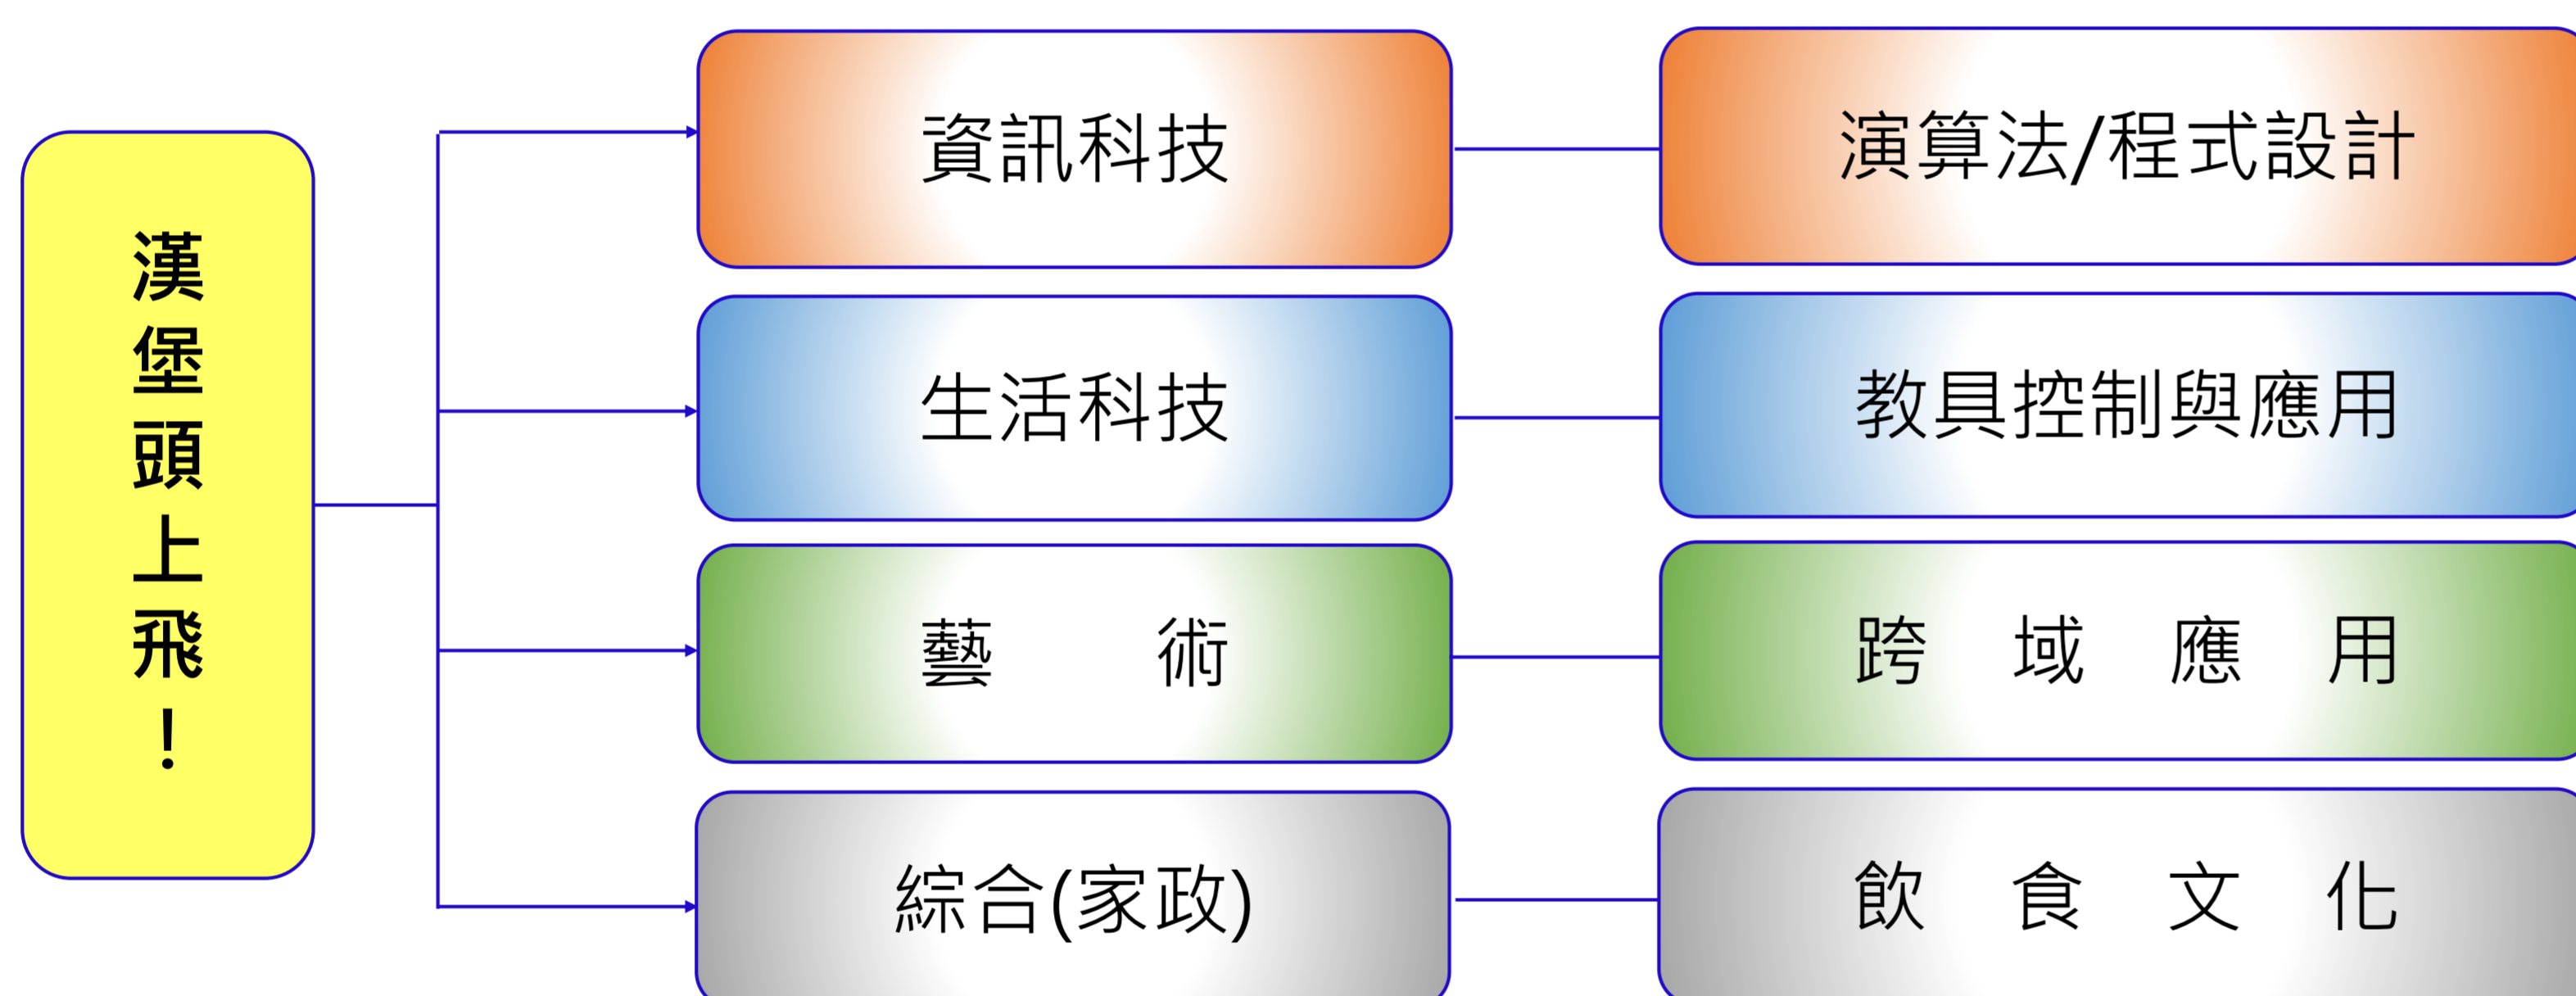 漢堡頭上飛！
資訊科技
演算法/程式設計
生活科技
教具控制與應用
藝術
跨域應用
綜合(家政)
飲食文化